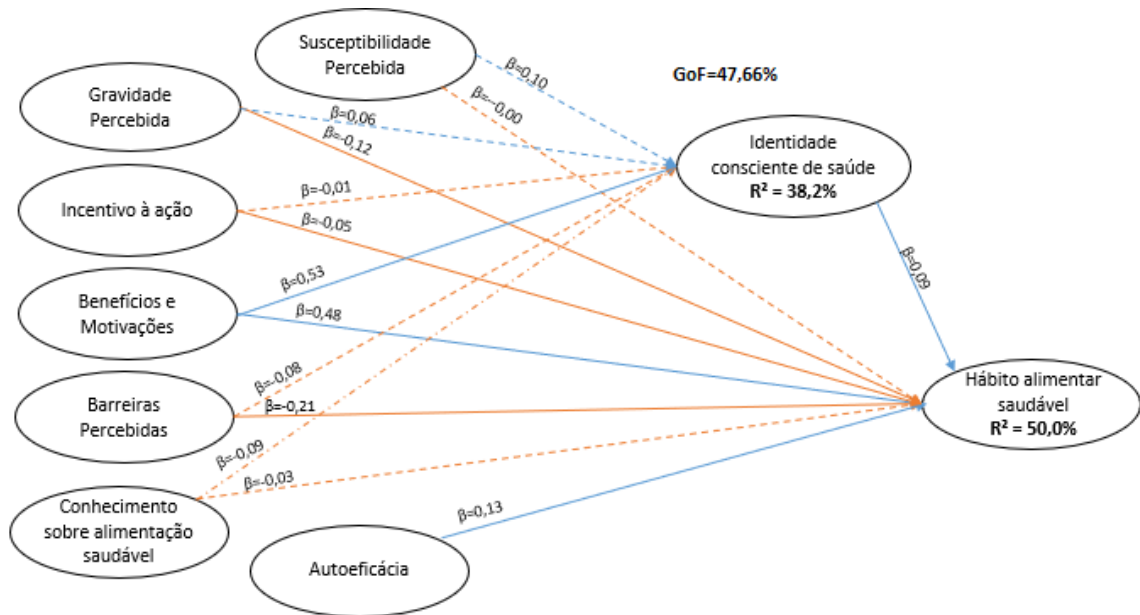 Susceptibilidade
Percebida
β=0,10
GoF=47,66%
β=-0,00
Gravidade
Percebida
β=0,06
β=-0,12
Identidade
consciente de saúde
R² = 38,2%
Incentivo à ação
β=-0,01
β=-0,05
β=0,09
Benefícios e
Motivações
β=0,53
β=0,48
Barreiras
Percebidas
β=-0,08
β=-0,21
Hábito alimentar
saudável
R² = 50,0%
β=-0,09
β=-0,03
Conhecimento
sobre alimentação
saudável
β=0,13
Autoeficácia